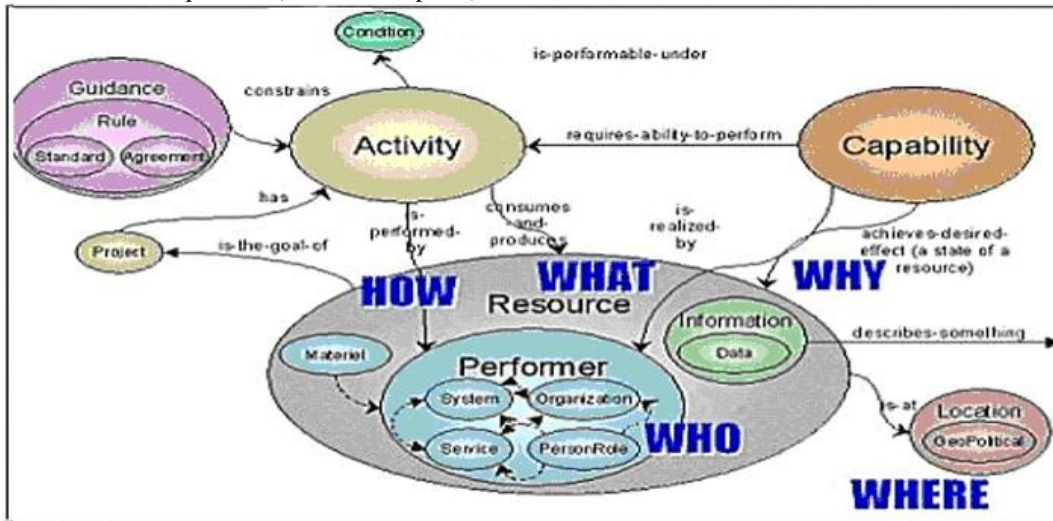 Condition
is-performable-under
Guidance
Rule
Standard
Agreement
constrains
Activity
requires-ability-to-perform
Capability
has
Project
is-the-goal-of
is-
performed-
by
consumes
-and-
produces
is-
realized-
by
achieves-desired-
effect (a state of a
resource)
HOW
WHAT
WHY
Resource
Materiel
Performer
System
Organization
Service
PersonRole
WHO
Information
Data
describes-something
is-at
Location
GeoPolitical
WHERE